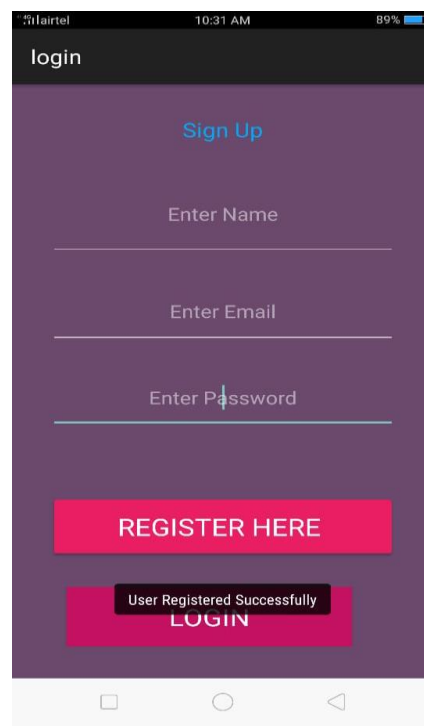 4G airtel 10:31 AM 89%
login
Sign Up
Enter Name
Enter Email
Enter Password
REGISTER HERE
User Registered Successfully
LOGIN